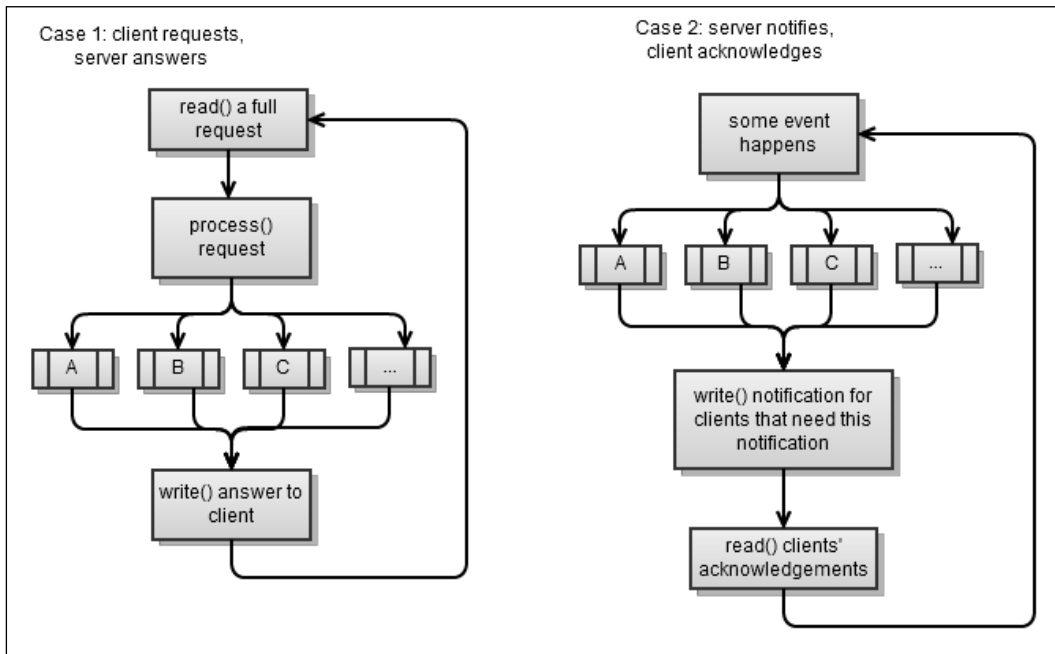 Case 1: client requests,
server answers
read() a full
request
process()
request
A
B
C
...
write() answer to
client
Case 2: server notifies,
client acknowledges
some event
happens
A
B
C
...
write() notification for
clients that need this
notification
read() clients'
acknowledgements